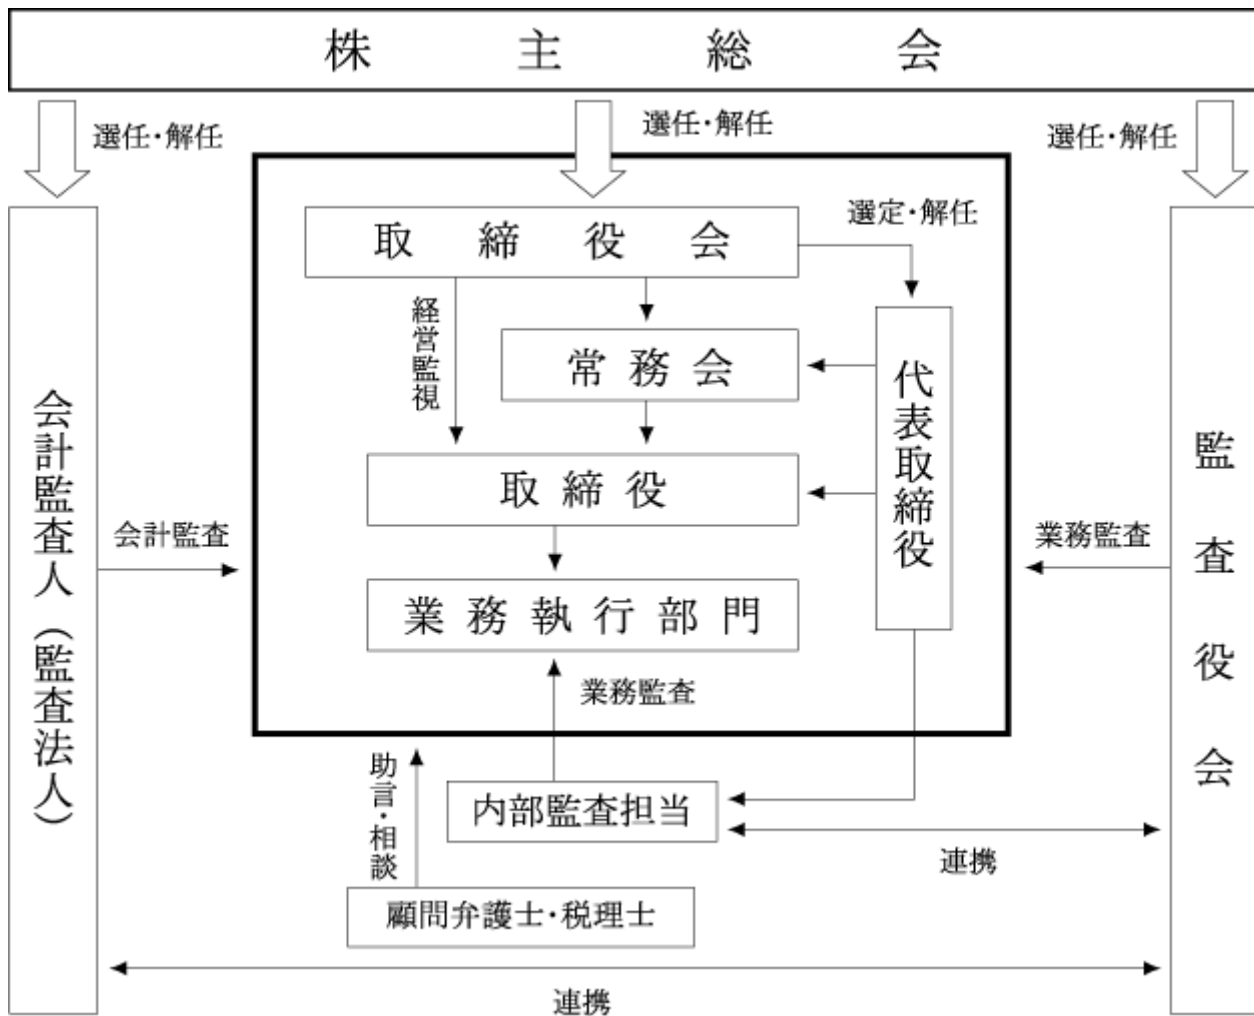 株主総会
選任・解任
選任・解任
選任・解任
取締役会
選定・解任
経営監視
常務会
代表取締役
取締役
業務執行部門
会計監査人（監査法人）
会計監査
監査役会
業務監査
業務監査
助言・相談
内部監査担当
連携
顧問弁護士・税理士
連携